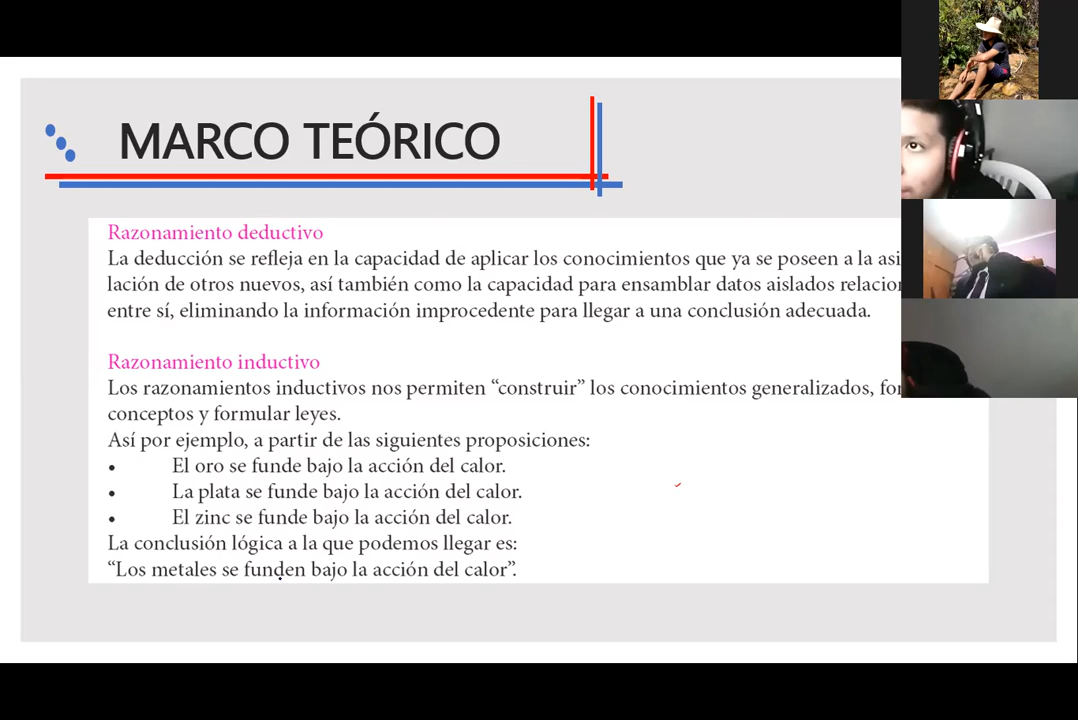 MARCO TEÓRICO
Razonamiento deductivo
La deducción se refleja en la capacidad de aplicar los conocimientos que ya se poseen a la asi
lación de otros nuevos, así también como la capacidad para ensamblar datos aislados relacion
entre sí, eliminando la información improcedente para llegar a una conclusión adecuada.
Razonamiento inductivo
Los razonamientos inductivos nos permiten “construir” los conocimientos generalizados, for
conceptos y formular leyes.
Así por ejemplo, a partir de las siguientes proposiciones:
• El oro se funde bajo la acción del calor.
• La plata se funde bajo la acción del calor.
• El zinc se funde bajo la acción del calor.
La conclusión lógica a la que podemos llegar es:
“Los metales se funden bajo la acción del calor”.